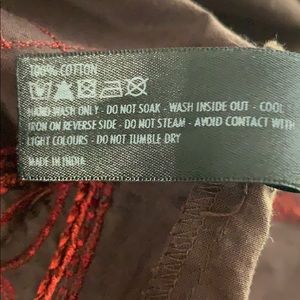 100% COTTON
HAND WASH ONLY - DO NOT SOAK - WASH INSIDE OUT - COOL
IRON ON REVERSE SIDE - DO NOT STEAM - AVOID CONTACT WITH
LIGHT COLOURS - DO NOT TUMBLE DRY
MADE IN INDIA